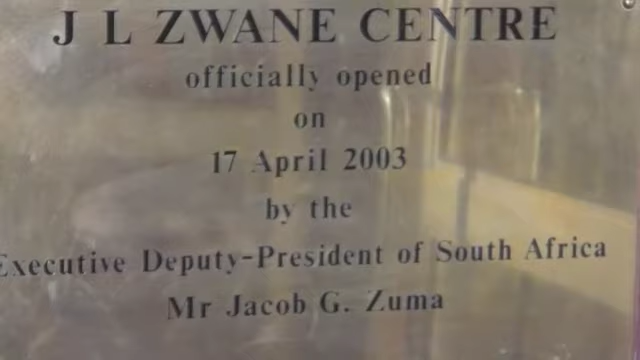 J L ZWANE CENTRE
officially opened
on
17 April 2003
by the
Executive Deputy-President of South Africa
Mr Jacob G. Zuma